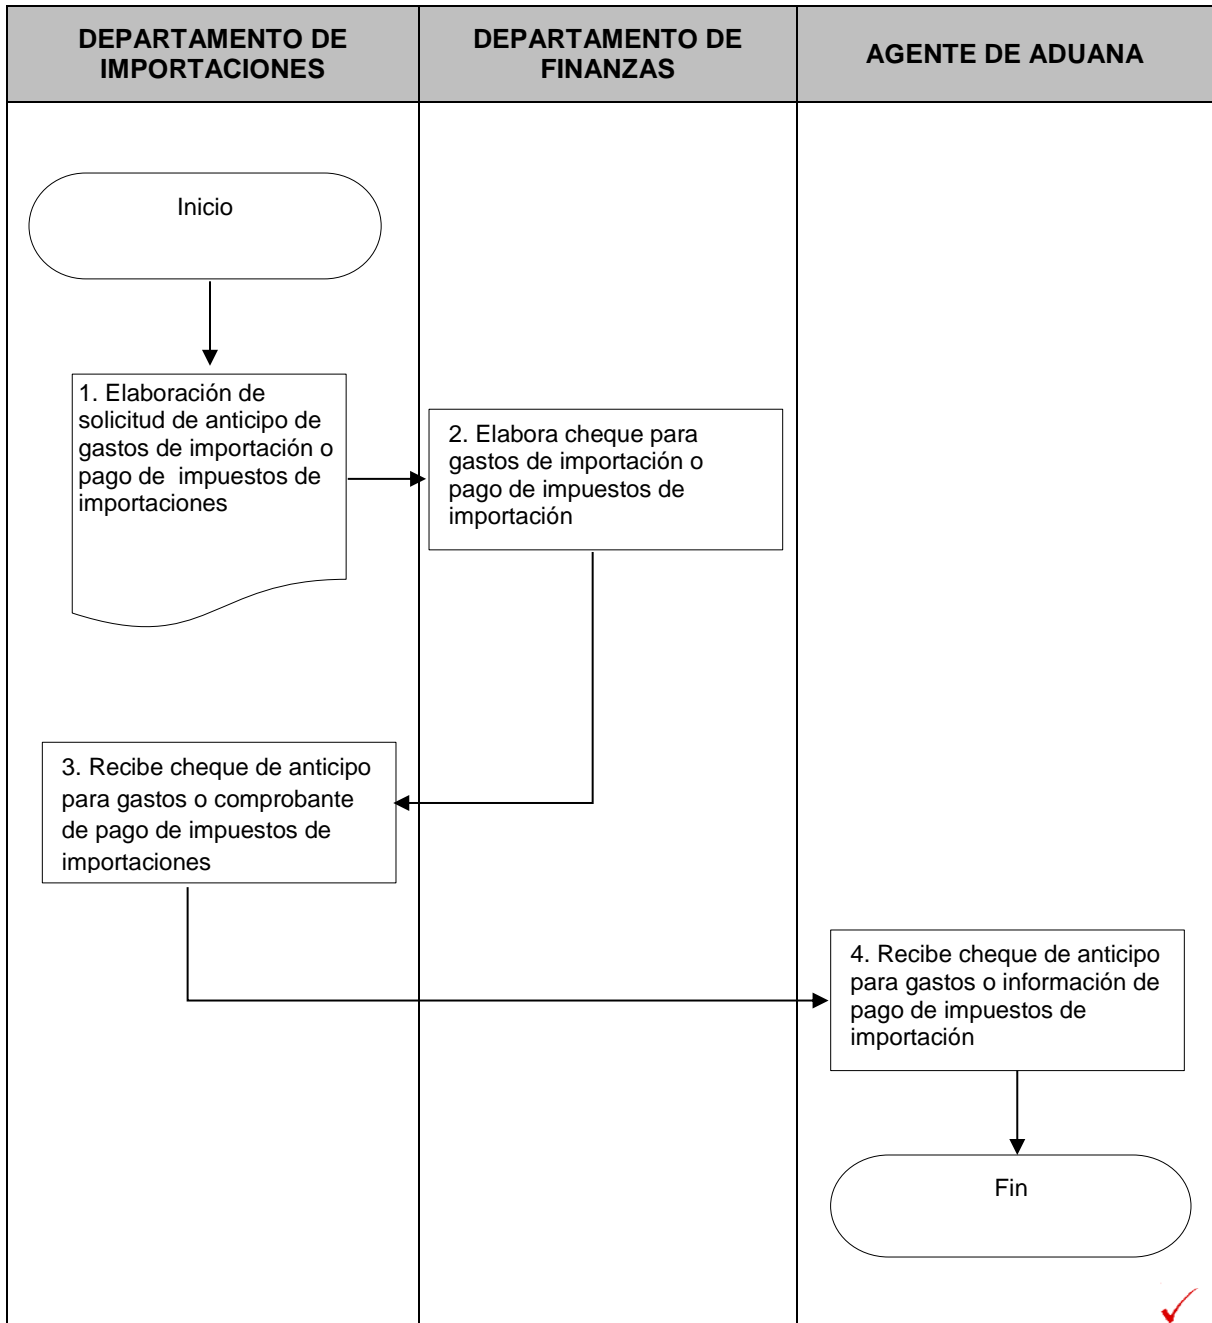 DEPARTAMENTO DE
IMPORTACIONES
DEPARTAMENTO DE
FINANZAS
AGENTE DE ADUANA
Inicio
1. Elaboración de
solicitud de anticipo de
gastos de importación o
pago de impuestos de
importaciones
2. Elabora cheque para
gastos de importación o
pago de impuestos de
importación
3. Recibe cheque de anticipo
para gastos o comprobante
de pago de impuestos de
importaciones
4. Recibe cheque de anticipo
para gastos o información de
pago de impuestos de
importación
Fin